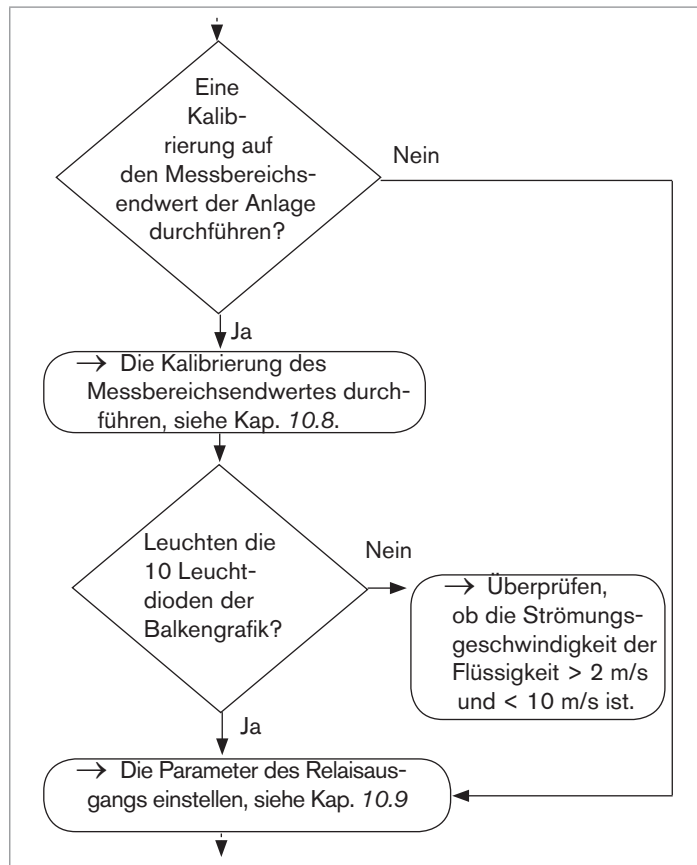 Eine
Kalib-
rierung auf
den Messbereichs-
endwert der Anlage
durchführen?
Nein
Ja
→ Die Kalibrierung des
Messbereichsendwertes durch-
führen, siehe Kap. 10.8.
Leuchten die
10 Leucht-
dioden der
Balkengrafik?
Nein
→ Überprüfen,
ob die Strömungs-
geschwindigkeit der
Flüssigkeit > 2 m/s
und < 10 m/s ist.
Ja
→ Die Parameter des Relaisaus-
gangs einstellen, siehe Kap. 10.9